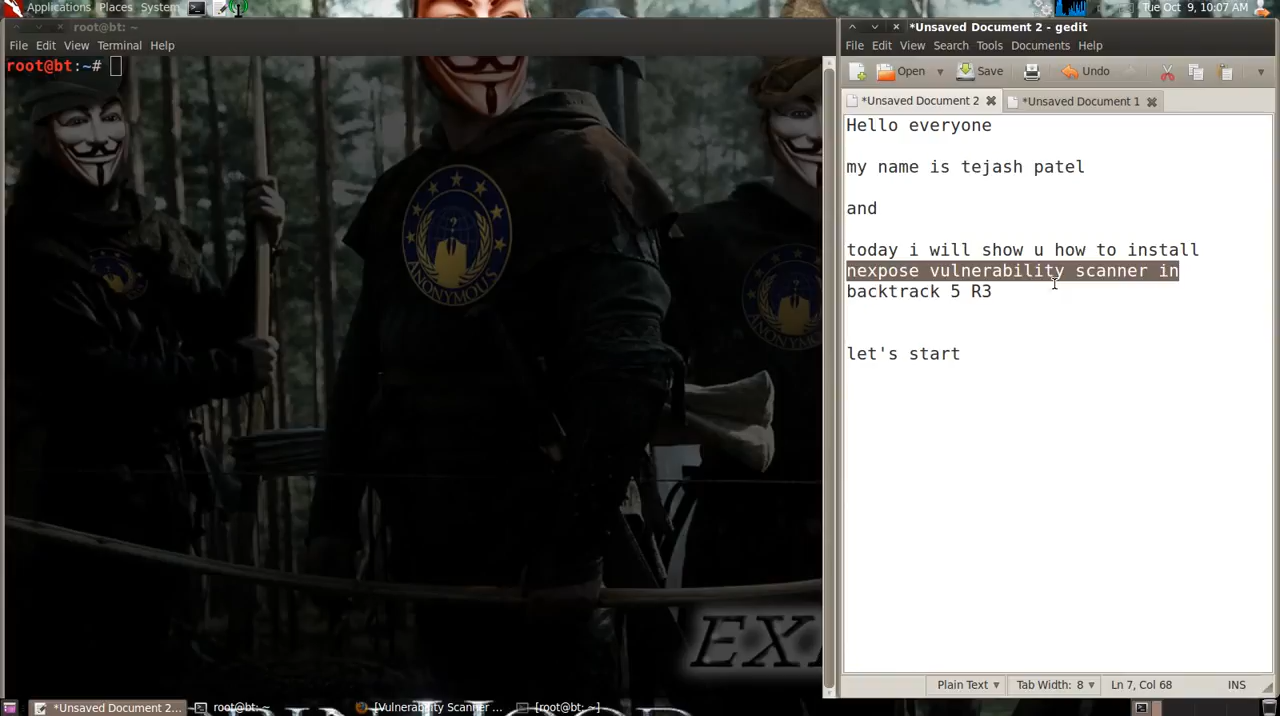 Applications Places System
Tue Oct 9, 10:07 AM
root@bt: ~
File Edit View Terminal Help
root@bt:~#
ANONYMOUS
ANONYMOUS
*Unsaved Document 2 - gedit
File Edit View Search Tools Documents Help
Open Save Undo
*Unsaved Document 2 *Unsaved Document 1
Hello everyone
my name is tejash patel
and
today i will show u how to install
nexpose vulnerability scanner in
backtrack 5 R3
let's start
Plain Text Tab Width: 8 Ln 7, Col 68 INS
*Unsaved Document 2... root@bt: ~ [Vulnerability Scanner ... [root@bt: ~]